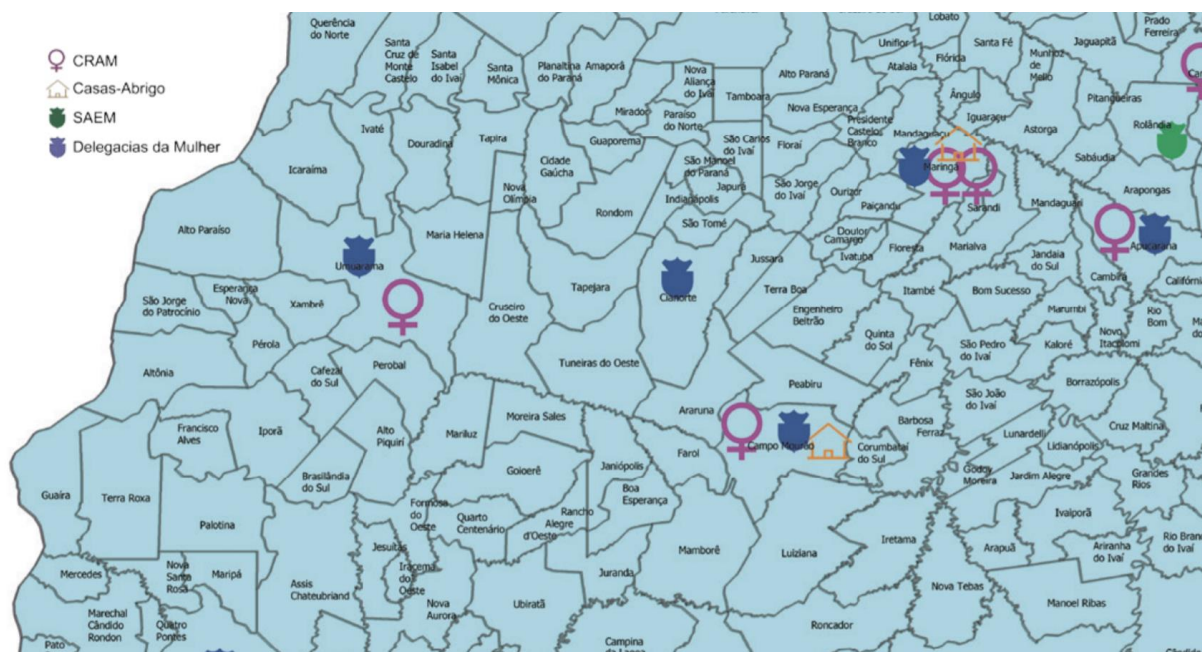 CRAM
Casas-Abrigo
SAEM
Delegacias da Mulher
Querência
do Norte
Santa
Cruz de
Monte
Castelo
Santa
Isabel
do Ivaí
Santa
Mônica
Planaltina
do Paraná
Amaporã
Nova
Aliança
do Ivaí
Tamboara
Alto Paraná
Uniflor
Atalaia
Lobato
Flórida
Santa Fé
Munhoz
de
Melo
Jaguapitã
Prado
Ferreira
Ângulo
Iguaraçu
Pitangueiras
Rolândia
Astorga
Sabáudia
Arapongas
Mirador
Paraíso
do Norte
Nova Esperança
Presidente
Castelos
Branco
Mandaguaçu
Maringá
Sarandi
Mandaguari
Ivaté
Douradina
Tapira
Cidade
Gaúcha
Guaporema
São Carlos
do Ivaí
Floraí
São Manoel
do Paraná
Japurá
Indianápolis
São Jorge
do Ivaí
Ourizor
Paiçandu
Icaraíma
Nova
Olímpia
Rondom
São Tomé
Doulor
Camargo
Ivatuba
Floresta
Marialva
Jandaia
do Sul
Cambira
Apucarana
Califórni
Alto Paraíso
Umuarama
Maria Helena
Jussara
Terra Boa
Itambé
Bom Sucesso
Marumbi
Kaloré
Novo
Itacolomi
Rio
Bom
São Jorge
do Patrocínio
Esperança
Nova
Xambrê
Cruseiro
do Oeste
Tapejara
Cianorte
Engenheiro
Beltrão
Quinta
do Sol
São Pedro
do Ivaí
Borrazópolis
Altônia
Pérola
Cafezal
do Sul
Perobal
Tuneiras do Oeste
Peabiru
Fênix
São João
do Ivaí
Cruz Maltina
Francisco
Alves
Iporã
Alto
Piquirí
Mariluz
Moreira Sales
Araruna
Campo Mourão
Barbosa
Ferraz
Corumbataí
do Sul
Lunardelli
Lidianópolis
Guaíra
Terra Roxa
Brasilândia
do Sul
Goioerê
Janiópolis
Farol
Godoy
Moreira
Jardim Alegre
Grandes
Rios
Palotina
Formosa
do
Oeste
Quarto
Centenário
Rancho
Alegre
d'Oeste
Boa
Esperança
Mamborê
Luiziana
Iretama
Arapuã
Ivaiporã
Ariranha
do Ivaí
Rio Branc
do Ivaí
Mercedes
Nova
Santa
Rosa
Maripá
Assis
Chateubriand
Jesuítas
Iracema
do
Oeste
Nova
Aurora
Ubiratã
Juranda
Nova Tebas
Manoel Ribas
Marechal
Cândido
Rondon
Quatro
Pontes
Pato
Campina
Roncador